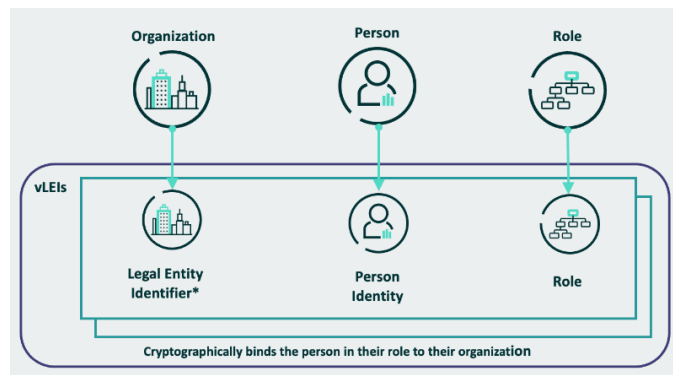 Organization
Person
Role
vLEIs
Legal Entity
Identifier*
Person
Identity
Role
Cryptographically binds the person in their role to their organization